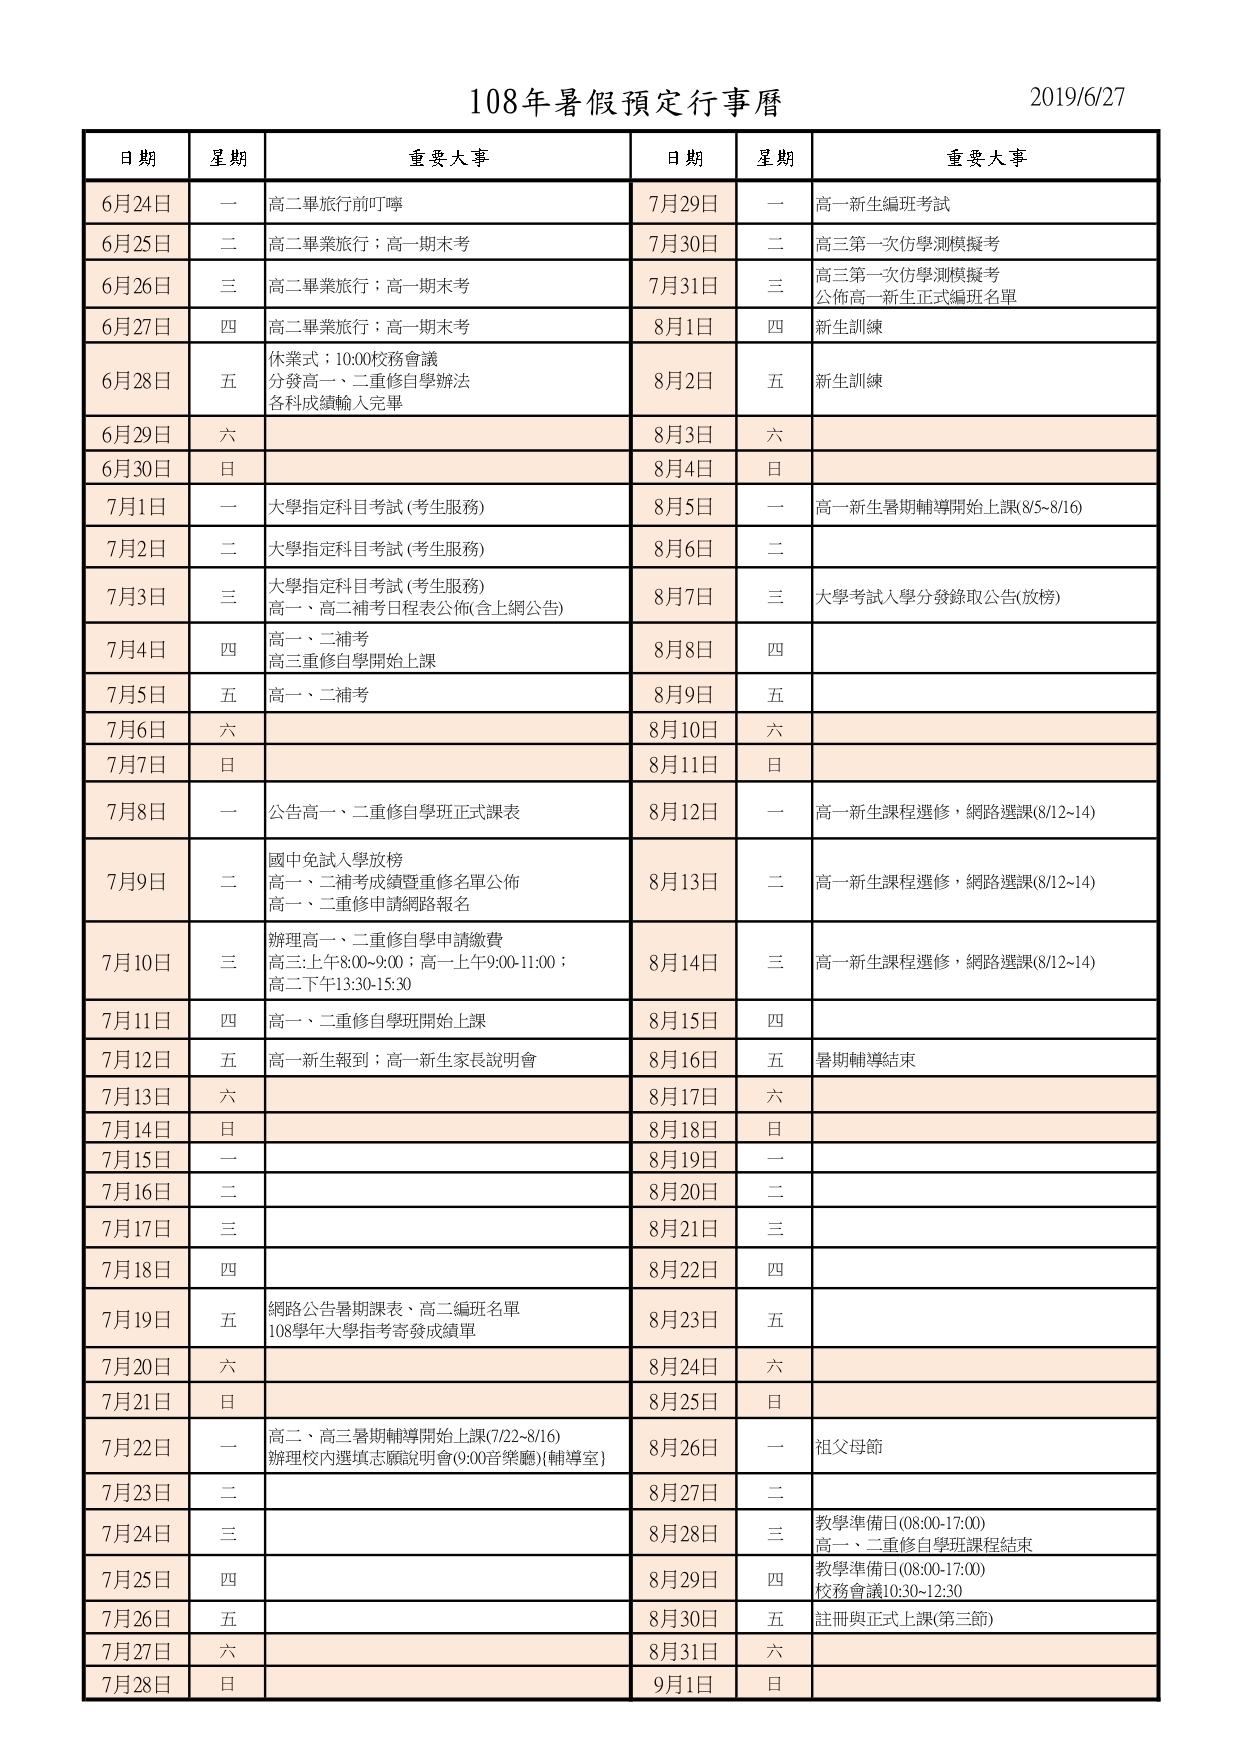 108年暑假預定行事曆
2019/6/27
日期 星期 重要大事 日期 星期 重要大事
6月24日 一 高二畢旅行前叮嚀 7月29日 一 高一新生編班考試
6月25日 二 高二畢業旅行；高一期末考 7月30日 二 高三第一次仿學測模擬考
6月26日 三 高二畢業旅行；高一期末考 7月31日 三 高三第一次仿學測模擬考
公佈高一新生正式編班名單
6月27日 四 高二畢業旅行；高一期末考 8月1日 四 新生訓練
6月28日 五 休業式；10:00校務會議
分發高一、二重修自學辦法
各科成績輸入完畢
8月2日 五 新生訓練
6月29日 六 8月3日 六
6月30日 日 8月4日 日
7月1日 一 大學指定科目考試(考生服務) 8月5日 一 高一新生暑期輔導開始上課(8/5~8/16)
7月2日 二 大學指定科目考試(考生服務) 8月6日 二
7月3日 三 大學指定科目考試(考生服務)
高一、高二補考日程表公佈(含上網公告)
8月7日 三 大學考試入學分發錄取公告(放榜)
7月4日 四 高一、二補考
高三重修自學開始上課
8月8日 四
7月5日 五 高一、二補考 8月9日 五
7月6日 六 8月10日 六
7月7日 日 8月11日 日
7月8日 一 公告高一、二重修自學班正式課表 8月12日 一 高一新生課程選修，網路選課(8/12~14)
7月9日 二 國中免試入學放榜
高一、二補考成績暨重修名單公佈
高一、二重修申請網路報名
8月13日 二 高一新生課程選修，網路選課(8/12~14)
7月10日 三 辦理高一、二重修自學申請繳費
高三:上午8:00~9:00；高一上午9:00-11:00；
高二下午13:30-15:30
8月14日 三 高一新生課程選修，網路選課(8/12~14)
7月11日 四 高一、二重修自學班開始上課 8月15日 四
7月12日 五 高一新生報到；高一新生家長說明會 8月16日 五 暑期輔導結束
7月13日 六 8月17日 六
7月14日 日 8月18日 日
7月15日 一 8月19日 一
7月16日 二 8月20日 二
7月17日 三 8月21日 三
7月18日 四 8月22日 四
7月19日 五 網路公告暑期課表、高二編班名單
108學年大學指考寄發成績單
8月23日 五
7月20日 六 8月24日 六
7月21日 日 8月25日 日
7月22日 一 高二、高三暑期輔導開始上課(7/22~8/16)
辦理校內選填志願說明會(9:00音樂廳){輔導室}
8月26日 一 祖父母節
7月23日 二 8月27日 二
7月24日 三 8月28日 三 教學準備日(08:00-17:00)
高一、二重修自學班課程結束
7月25日 四 8月29日 四 教學準備日(08:00-17:00)
校務會議10:30~12:30
7月26日 五 8月30日 五 註冊與正式上課(第三節)
7月27日 六 8月31日 六
7月28日 日 9月1日 日